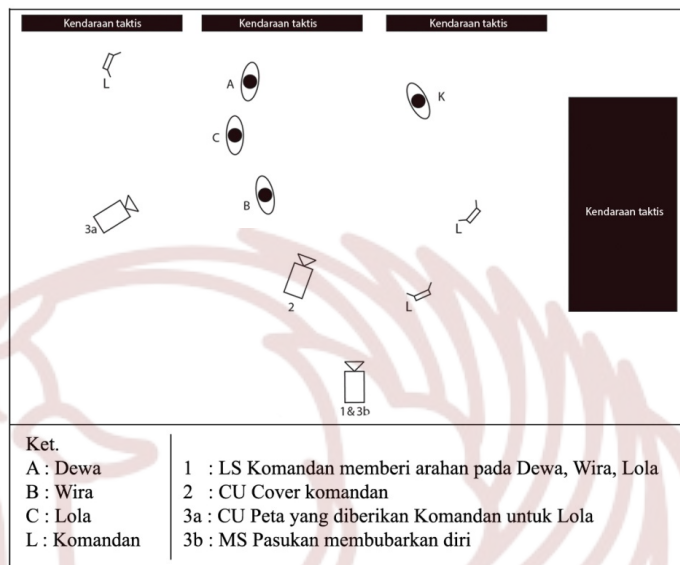 Kendaraan taktis Kendaraan taktis Kendaraan taktis
L
A
K
C
B
Kendaraan taktis
3a
L
2
L
1 & 3b
Ket.
A : Dewa
B : Wira
C : Lola
L : Komandan
1 : LS Komandan memberi arahan pada Dewa, Wira, Lola
2 : CU Cover komandan
3a : CU Peta yang diberikan Komandan untuk Lola
3b : MS Pasukan membubarkan diri